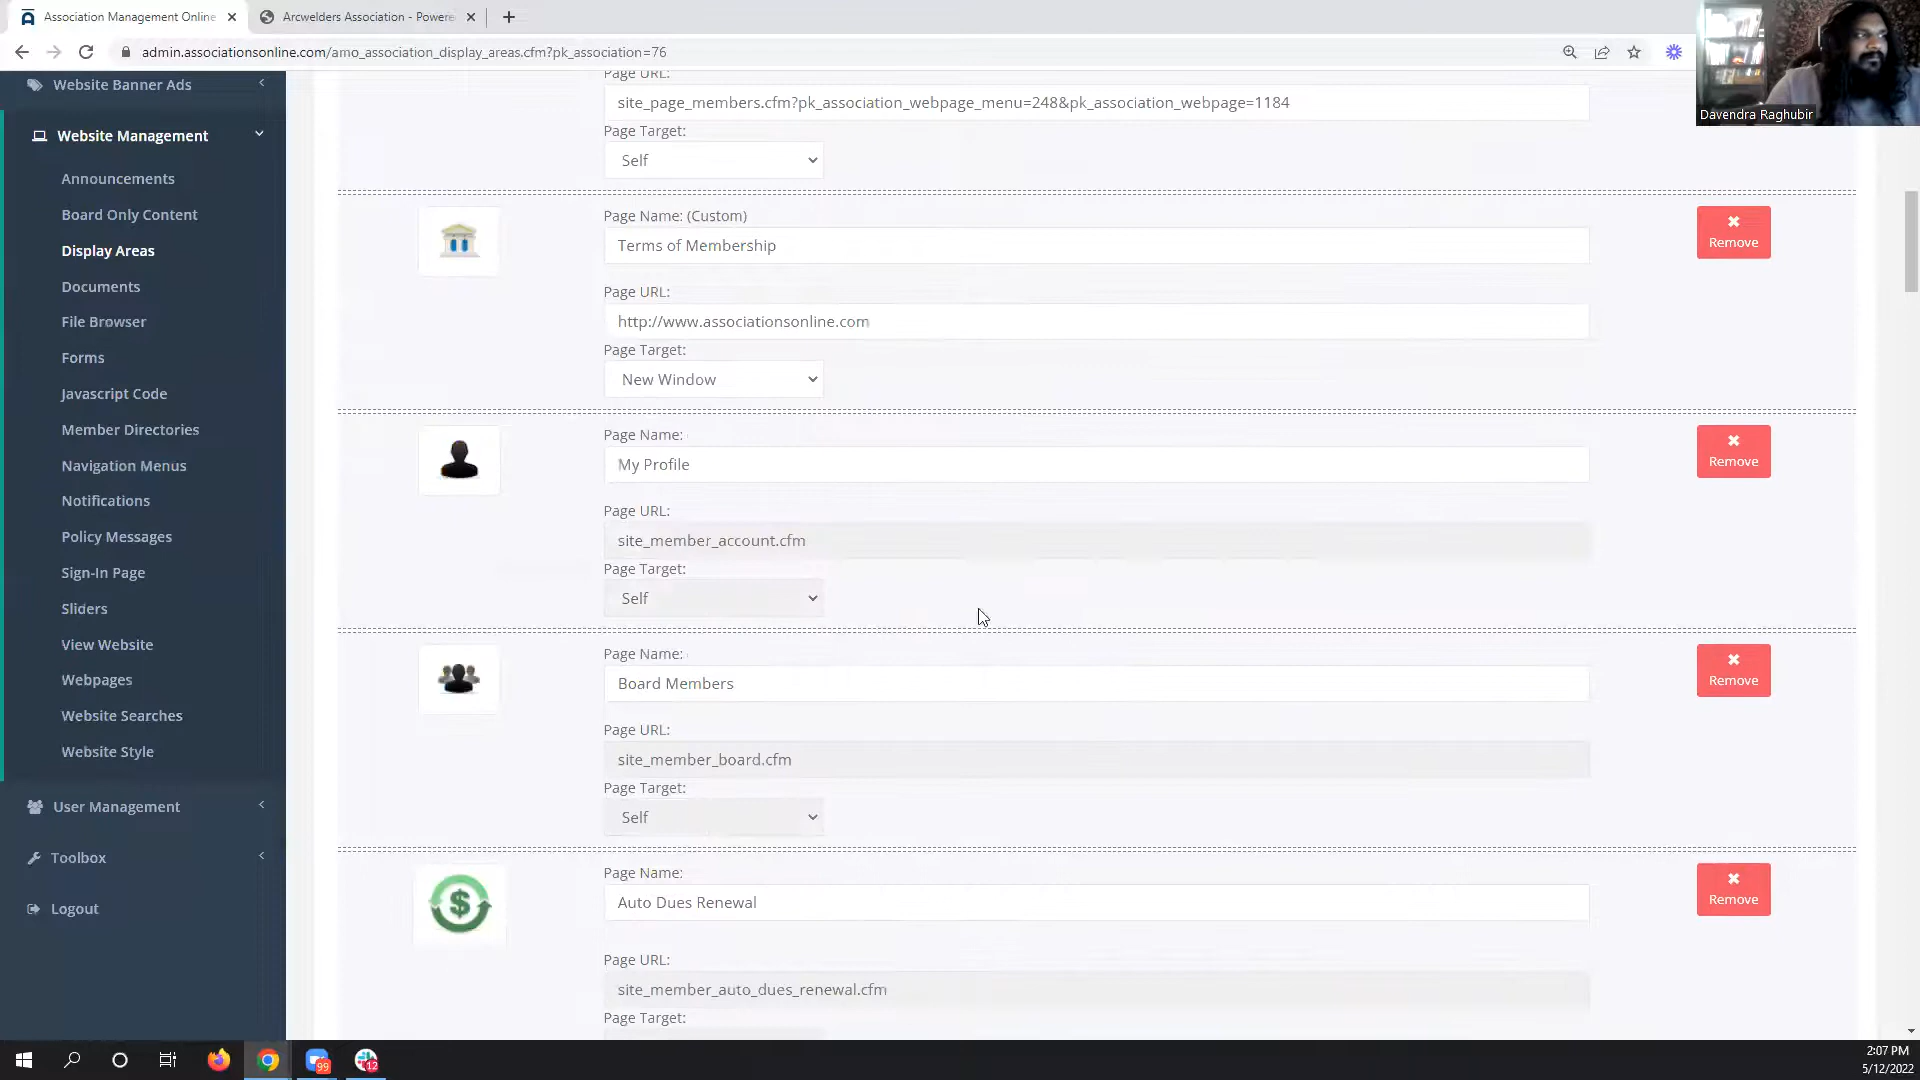 Association Management Online
Arcwelders Association - Powere
admin.associationsonline.com/amo_association_display_areas.cfm?pk_association=76
Davendra Raghubir
Website Banner Ads
Website Management
Announcements
Board Only Content
Display Areas
Documents
File Browser
Forms
Javascript Code
Member Directories
Navigation Menus
Notifications
Policy Messages
Sign-In Page
Sliders
View Website
Webpages
Website Searches
Website Style
User Management
Toolbox
Logout
Page URL:
site_page_members.cfm?pk_association_webpage_menu=248&pk_association_webpage=1184
Page Target:
Self
Page Name: (Custom)
Terms of Membership
Remove
Page URL:
http://www.associationsonline.com
Page Target:
New Window
Page Name:
My Profile
Remove
Page URL:
site_member_account.cfm
Page Target:
Self
Page Name:
Board Members
Remove
Page URL:
site_member_board.cfm
Page Target:
Self
Page Name:
Auto Dues Renewal
Remove
Page URL:
site_member_auto_dues_renewal.cfm
Page Target:
99
12
2:07 PM
5/12/2022